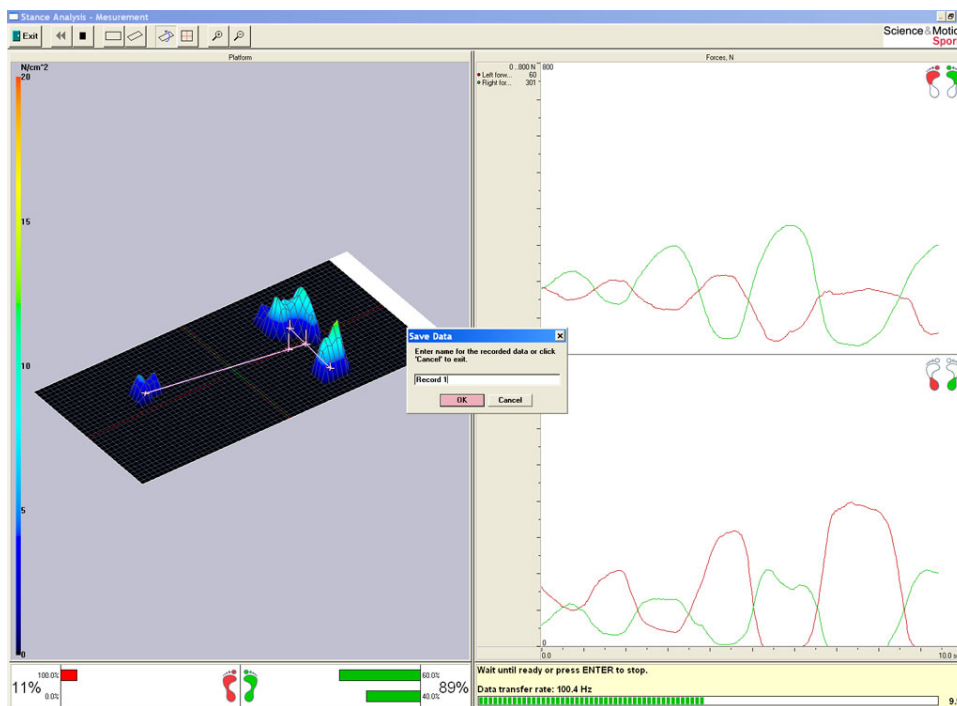 Stance Analysis - Mesurement
Exit
Science&Motion
Sport
Platform
Forces, N
N/cm^2
20
15
10
5
0
0...800 N
Left forw... 60
Right for... 301
800
Save Data
Enter name for the recorded data or click
'Cancel' to exit.
Record 1
OK
Cancel
0
0.0
10.0
11%
100.0%
0.0%
60.0%
40.0%
89%
Wait until ready or press ENTER to stop.
Data transfer rate: 100.4 Hz